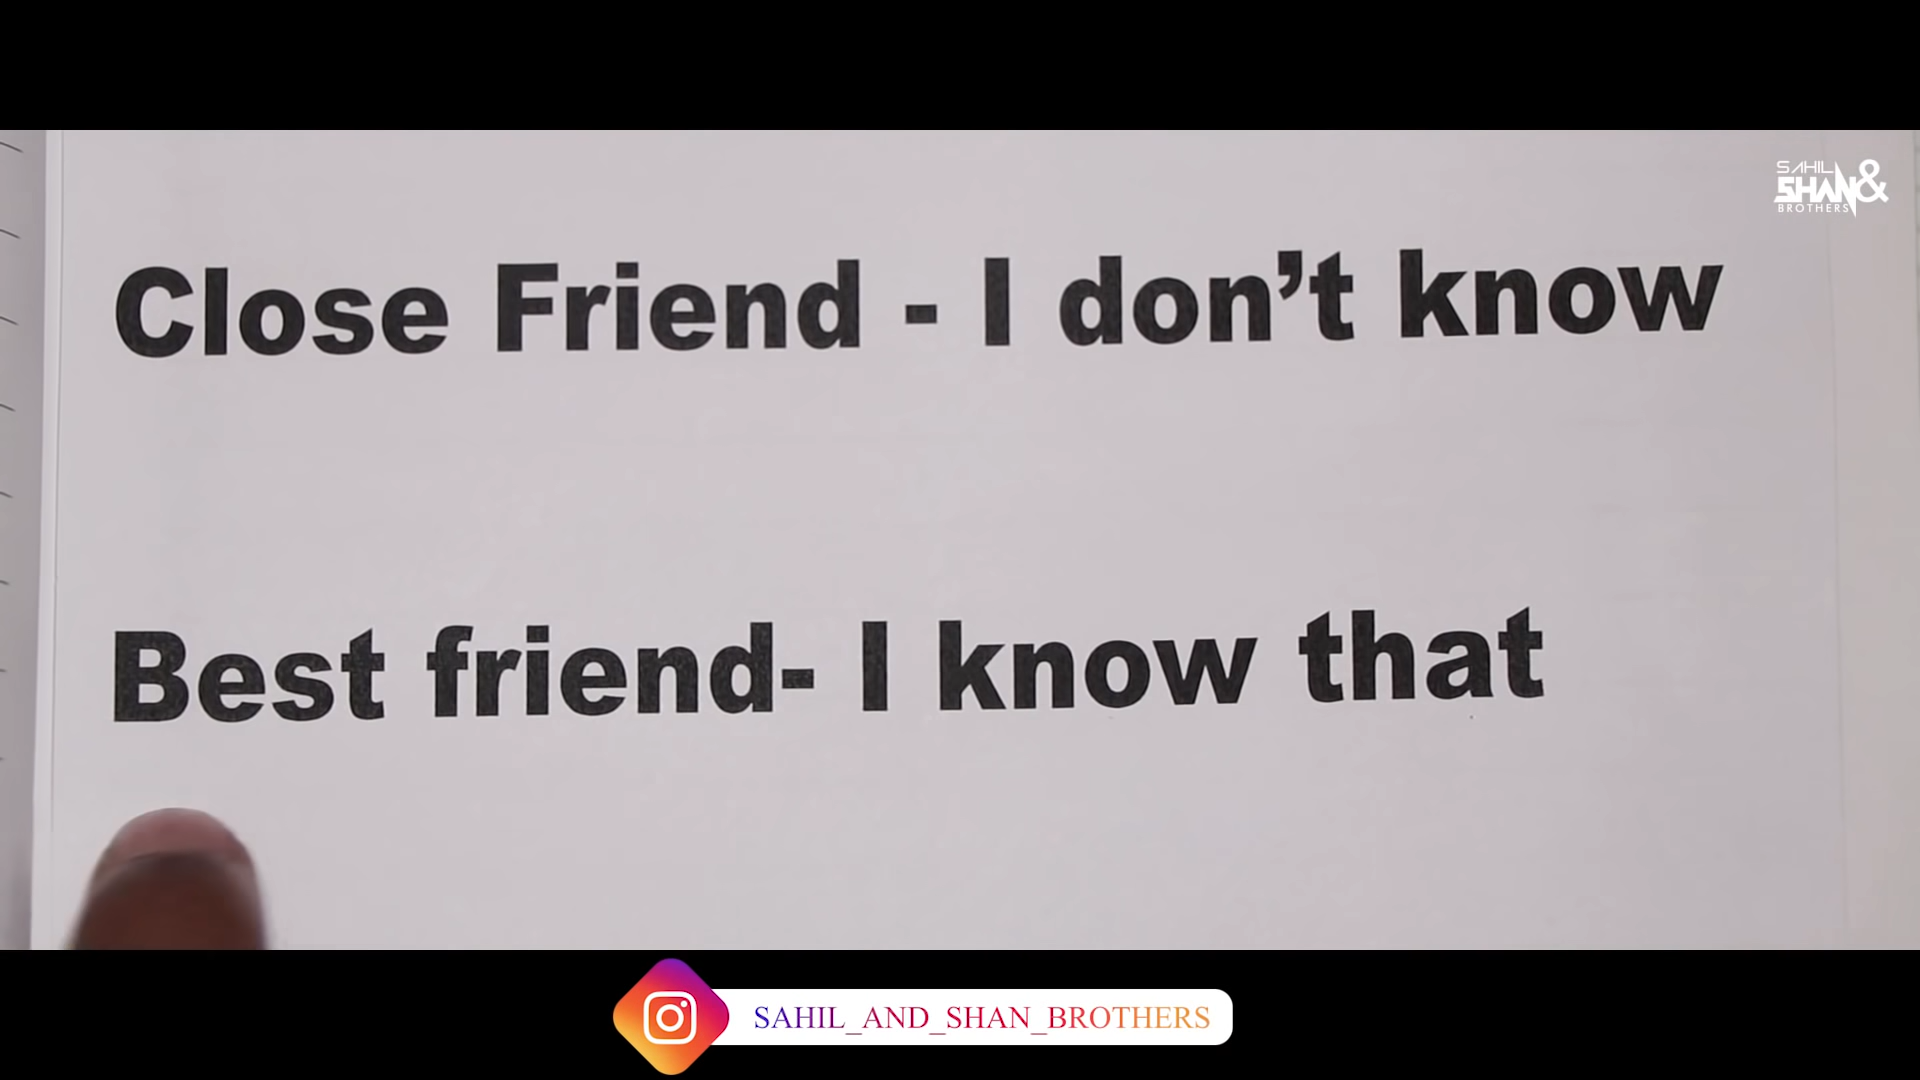 SAHIL
SHAN &
BROTHERS
Close Friend - I don’t know
Best friend- I know that
SAHIL_AND_SHAN_BROTHERS